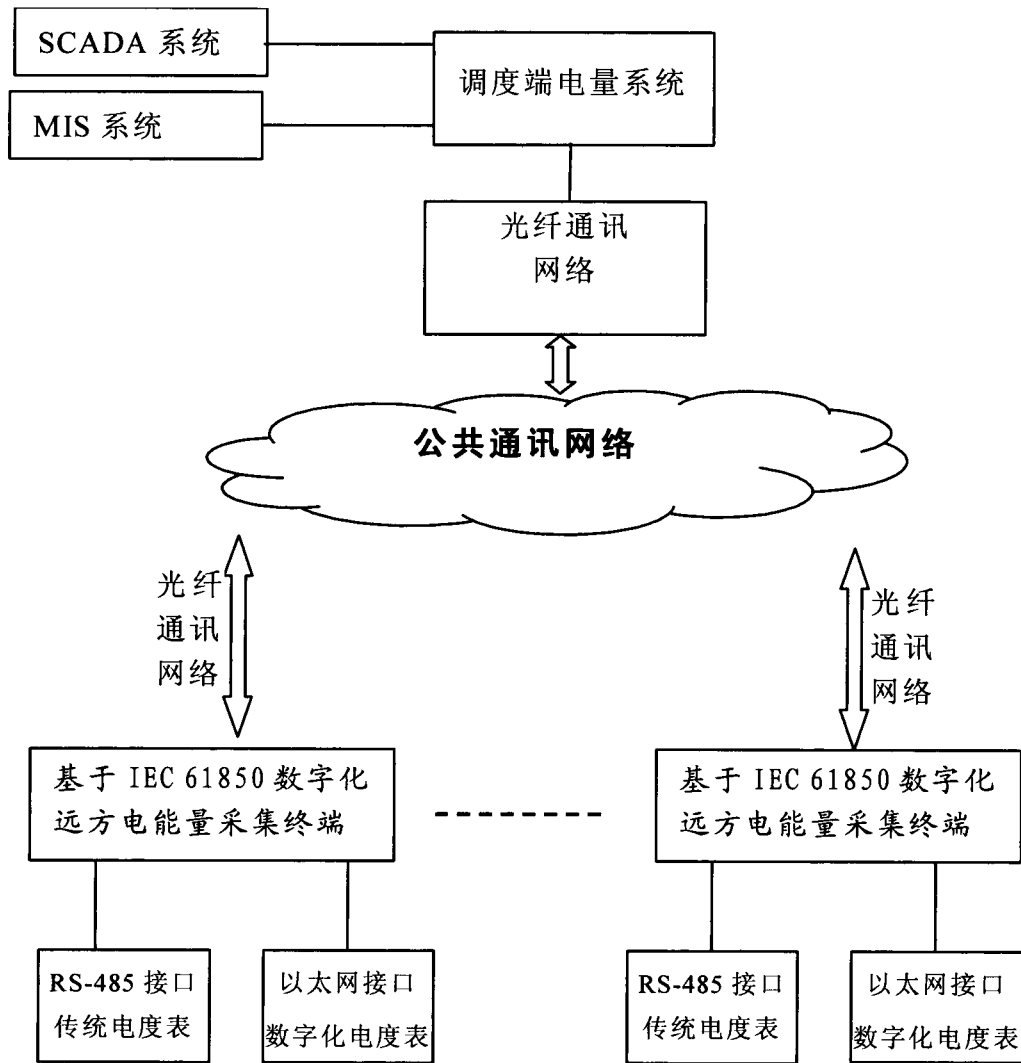 SCADA 系统
调度端电量系统
MIS 系统
光纤通讯
网络
公共通讯网络
光纤
通讯
网络
光纤
通讯
网络
基于 IEC 61850 数字化
远方电能量采集终端
基于 IEC 61850 数字化
远方电能量采集终端
RS-485 接口
传统电度表
以太网接口
数字化电度表
RS-485 接口
传统电度表
以太网接口
数字化电度表